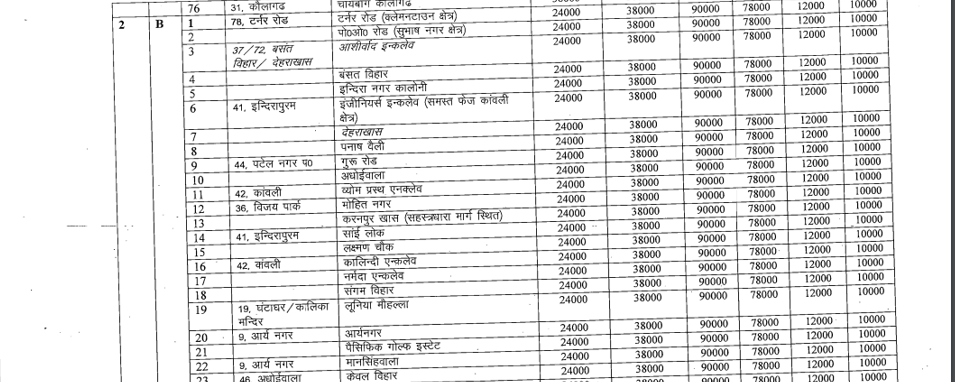 76 31, कौलागढ चायबाग कौलागढ 10000
2 B 1 78, टर्नर रोड टर्नर रोड (क्लेमनटाउन क्षेत्र) 24000 38000 90000 78000 12000 10000
2 पो0ओ0 रोड (सुभाष नगर क्षेत्र) 24000 38000 90000 78000 12000 10000
3 37/72, बसंत आशीर्वाद इन्कलेव 24000 38000 90000 78000 12000 10000
विहार/ देहराखास
4 बंसत विहार 24000 38000 90000 78000 12000 10000
5 इन्दिरा नगर कालोनी 24000 38000 90000 78000 12000 10000
6 41, इन्दिरापुरम इंजीनियर्स इन्कलेव (समस्त फेज कांवली 24000 38000 90000 78000 12000 10000
क्षेत्र)
7 देहराखास 24000 38000 90000 78000 12000 10000
8 पनाष वैली 24000 38000 90000 78000 12000 10000
9 44, पटेल नगर प0 गुरू रोड 24000 38000 90000 78000 12000 10000
10 अधोईवाला 24000 38000 90000 78000 12000 10000
11 42, कांवली व्योम प्रस्थ एनक्लेव 24000 38000 90000 78000 12000 10000
12 36, विजय पार्क मोहित नगर 24000 38000 90000 78000 12000 10000
13 करनपुर खास (सहस्त्रधारा मार्ग स्थित) 24000 38000 90000 78000 12000 10000
14 41, इन्दिरापुरम सांई लोक 24000 38000 90000 78000 12000 10000
15 लक्ष्मण चौक 24000 38000 90000 78000 12000 10000
16 42, कांवली कालिन्दी एन्कलेव 24000 38000 90000 78000 12000 10000
17 नर्मदा एन्कलेव 24000 38000 90000 78000 12000 10000
18 संगम विहार 24000 38000 90000 78000 12000 10000
19 19, घंटाघर/कालिका लूनिया मौहल्ला 24000 38000 90000 78000 12000 10000
मन्दिर
20 9, आर्य नगर आर्यनगर 24000 38000 90000 78000 12000 10000
21 पैसिफिक गोल्फ इस्टेट 24000 38000 90000 78000 12000 10000
22 9, आर्य नगर मानसिंहवाला 24000 38000 90000 78000 12000 10000
23 46, अधोईवाला केवल विहार 24000 38000 90000 78000 12000 10000